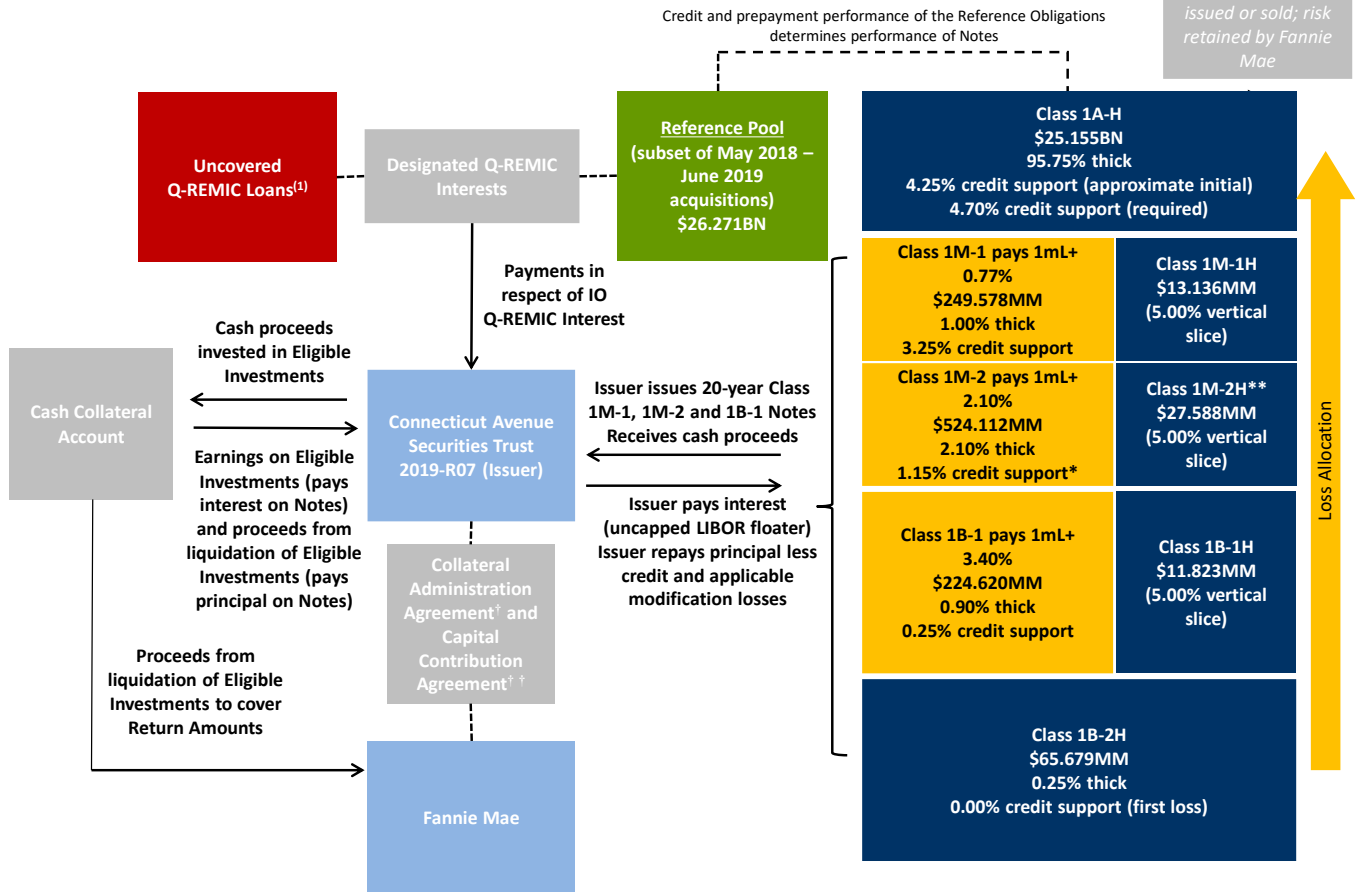 Credit and prepayment performance of the Reference Obligations
determines performance of Notes
issued or sold; risk
retained by Fannie
Mae
Uncovered
Q-REMIC Loans(1)
Designated Q-REMIC
Interests
Reference Pool
(subset of May 2018 –
June 2019
acquisitions)
$26.271BN
Class 1A-H
$25.155BN
95.75% thick
4.25% credit support (approximate initial)
4.70% credit support (required)
Payments in
respect of IO
Q-REMIC Interest
Class 1M-1 pays 1mL+
0.77%
$249.578MM
1.00% thick
3.25% credit support
Class 1M-1H
$13.136MM
(5.00% vertical
slice)
Cash proceeds
invested in Eligible
Investments
Cash Collateral
Account
Connecticut Avenue
Securities Trust
2019-R07 (Issuer)
Issuer issues 20-year Class
1M-1, 1M-2 and 1B-1 Notes
Receives cash proceeds
Class 1M-2 pays 1mL+
2.10%
$524.112MM
2.10% thick
1.15% credit support*
Class 1M-2H**
$27.588MM
(5.00% vertical
slice)
Loss Allocation
Earnings on Eligible
Investments (pays
interest on Notes)
and proceeds from
liquidation of Eligible
Investments (pays
principal on Notes)
Issuer pays interest
(uncapped LIBOR floater)
Issuer repays principal less
credit and applicable
modification losses
Class 1B-1 pays 1mL+
3.40%
$224.620MM
0.90% thick
0.25% credit support
Class 1B-1H
$11.823MM
(5.00% vertical
slice)
Collateral
Administration
Agreement† and
Capital
Contribution
Agreement† †
Proceeds from
liquidation of Eligible
Investments to cover
Return Amounts
Fannie Mae
Class 1B-2H
$65.679MM
0.25% thick
0.00% credit support (first loss)